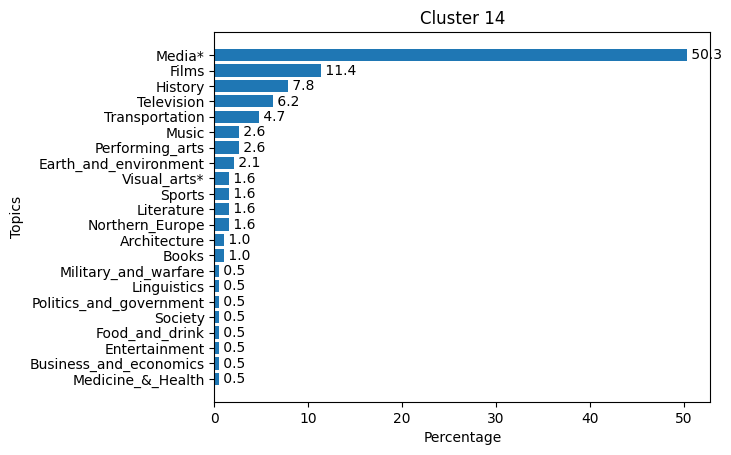 Cluster 14
Topics
Media* 50.3
Films 11.4
History 7.8
Television 6.2
Transportation 4.7
Music 2.6
Performing_arts 2.6
Earth_and_environment 2.1
Visual_arts* 1.6
Sports 1.6
Literature 1.6
Northern_Europe 1.6
Architecture 1.0
Books 1.0
Military_and_warfare 0.5
Linguistics 0.5
Politics_and_government 0.5
Society 0.5
Food_and_drink 0.5
Entertainment 0.5
Business_and_economics 0.5
Medicine_&_Health 0.5
0 10 20 30 40 50
Percentage